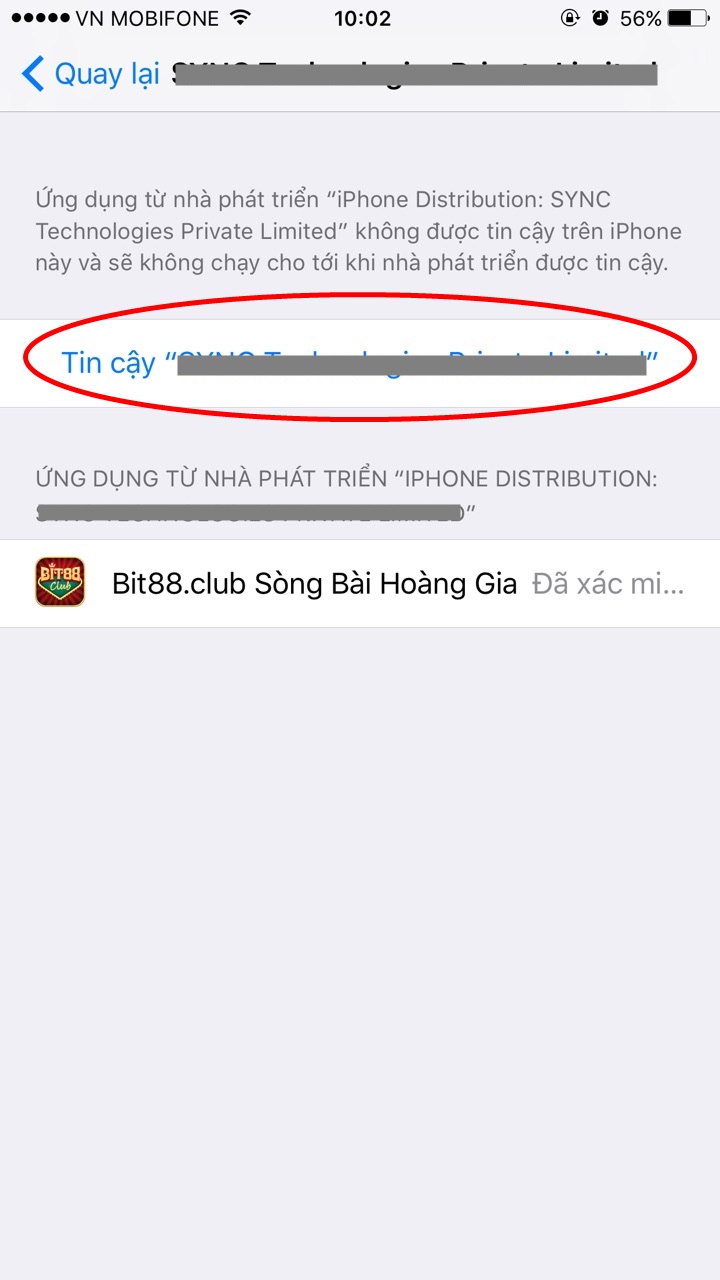 VN MOBIFONE 10:02 56%
Quay lại
Ứng dụng từ nhà phát triển “iPhone Distribution: SYNC
Technologies Private Limited” không được tin cậy trên iPhone
này và sẽ không chạy cho tới khi nhà phát triển được tin cậy.
Tin cậy “ ”
ỨNG DỤNG TỪ NHÀ PHÁT TRIỂN “IPHONE DISTRIBUTION:
”
BIT88 Club Bit88.club Sòng Bài Hoàng Gia Đã xác mi...